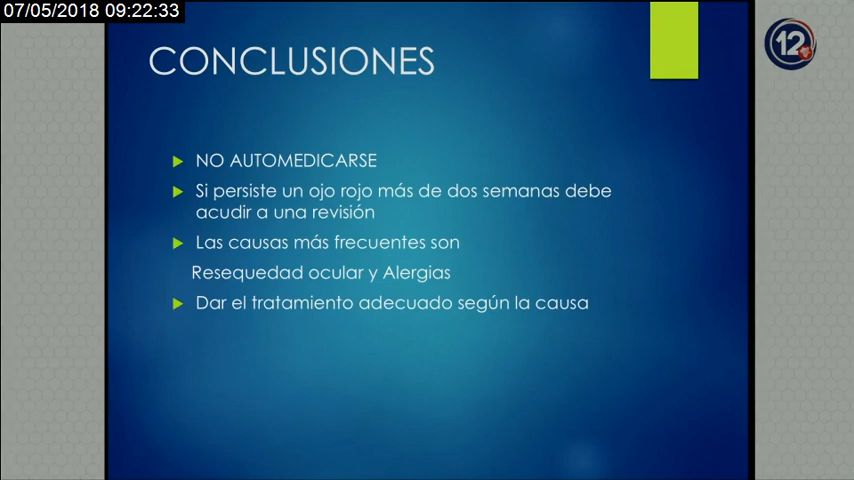 07/05/2018 09:22:33
12
CONCLUSIONES
NO AUTOMEDICARSE
Si persiste un ojo rojo más de dos semanas debe
acudir a una revisión
Las causas más frecuentes son
Resequedad ocular y Alergias
Dar el tratamiento adecuado según la causa